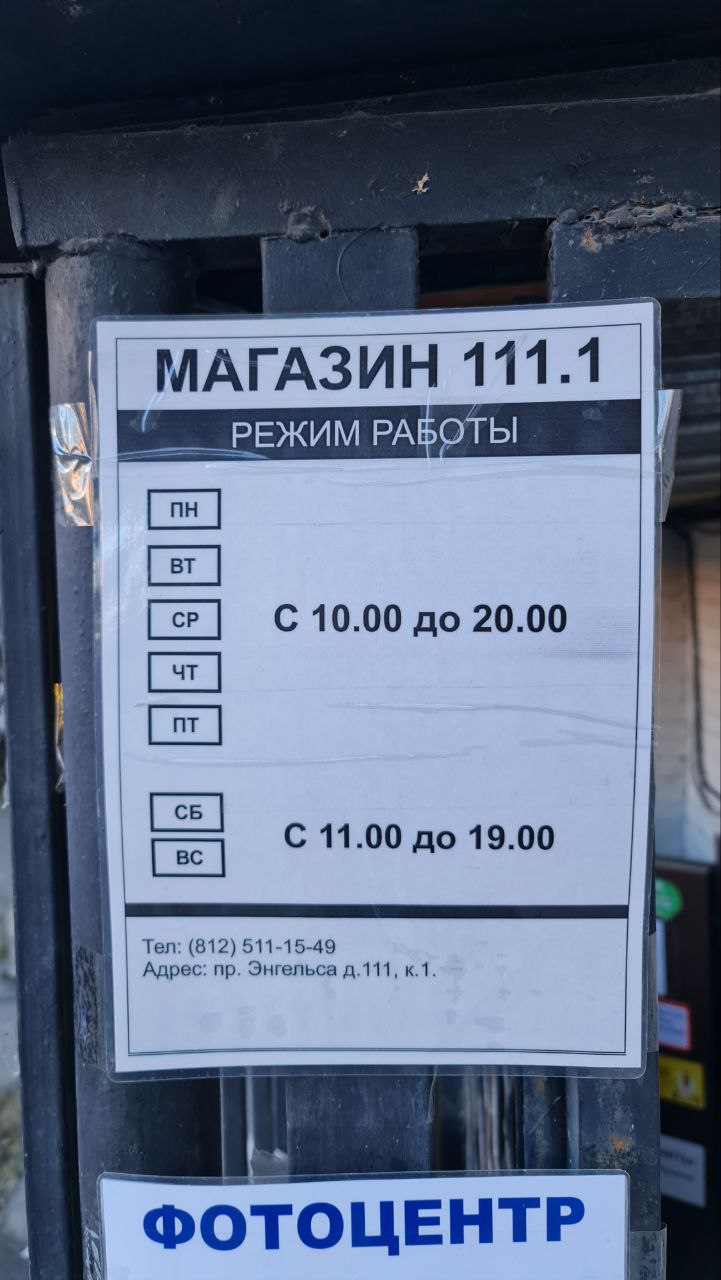 МАГАЗИН 111.1
РЕЖИМ РАБОТЫ
ПН
ВТ
СР
С 10.00 до 20.00
ЧТ
ПТ
СБ
С 11.00 до 19.00
ВС
Тел: (812) 511-15-49
Адрес: пр. Энгельса д.111, к.1.
ФОТОЦЕНТР